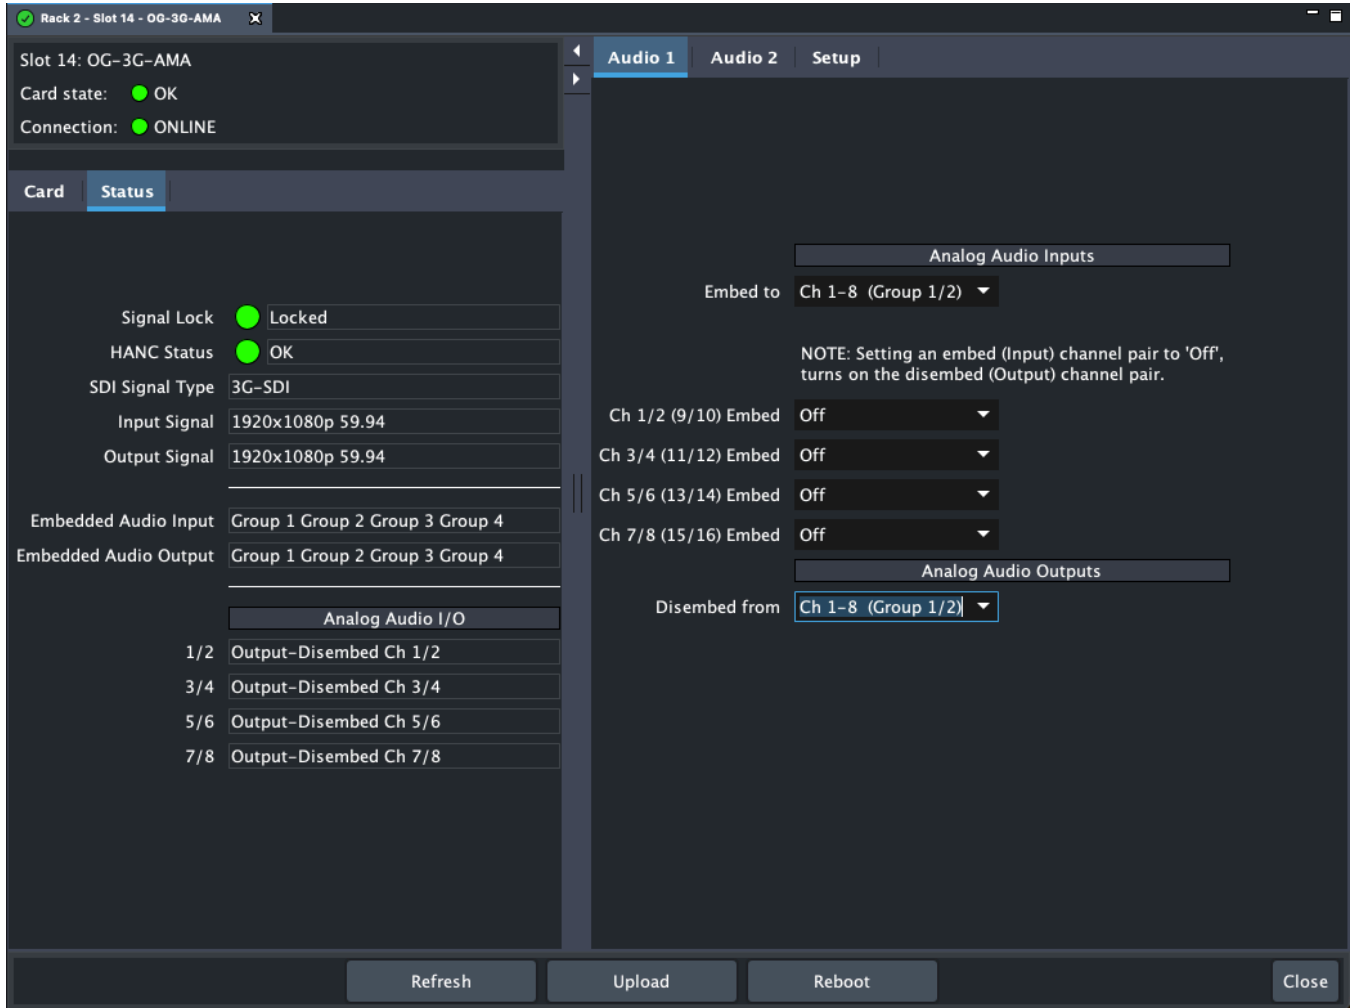 Rack 2 - Slot 14 - OG-3G-AMA
Slot 14: OG-3G-AMA
Card state: OK
Connection: ONLINE
Card Status
Signal Lock Locked
HANC Status OK
SDI Signal Type 3G-SDI
Input Signal 1920x1080p 59.94
Output Signal 1920x1080p 59.94
Embedded Audio Input Group 1 Group 2 Group 3 Group 4
Embedded Audio Output Group 1 Group 2 Group 3 Group 4
Analog Audio I/O
1/2 Output-Disembed Ch 1/2
3/4 Output-Disembed Ch 3/4
5/6 Output-Disembed Ch 5/6
7/8 Output-Disembed Ch 7/8
Audio 1 Audio 2 Setup
Analog Audio Inputs
Embed to Ch 1-8 (Group 1/2)
NOTE: Setting an embed (Input) channel pair to 'Off',
turns on the disembed (Output) channel pair.
Ch 1/2 (9/10) Embed Off
Ch 3/4 (11/12) Embed Off
Ch 5/6 (13/14) Embed Off
Ch 7/8 (15/16) Embed Off
Analog Audio Outputs
Disembed from Ch 1-8 (Group 1/2)
Refresh Upload Reboot Close